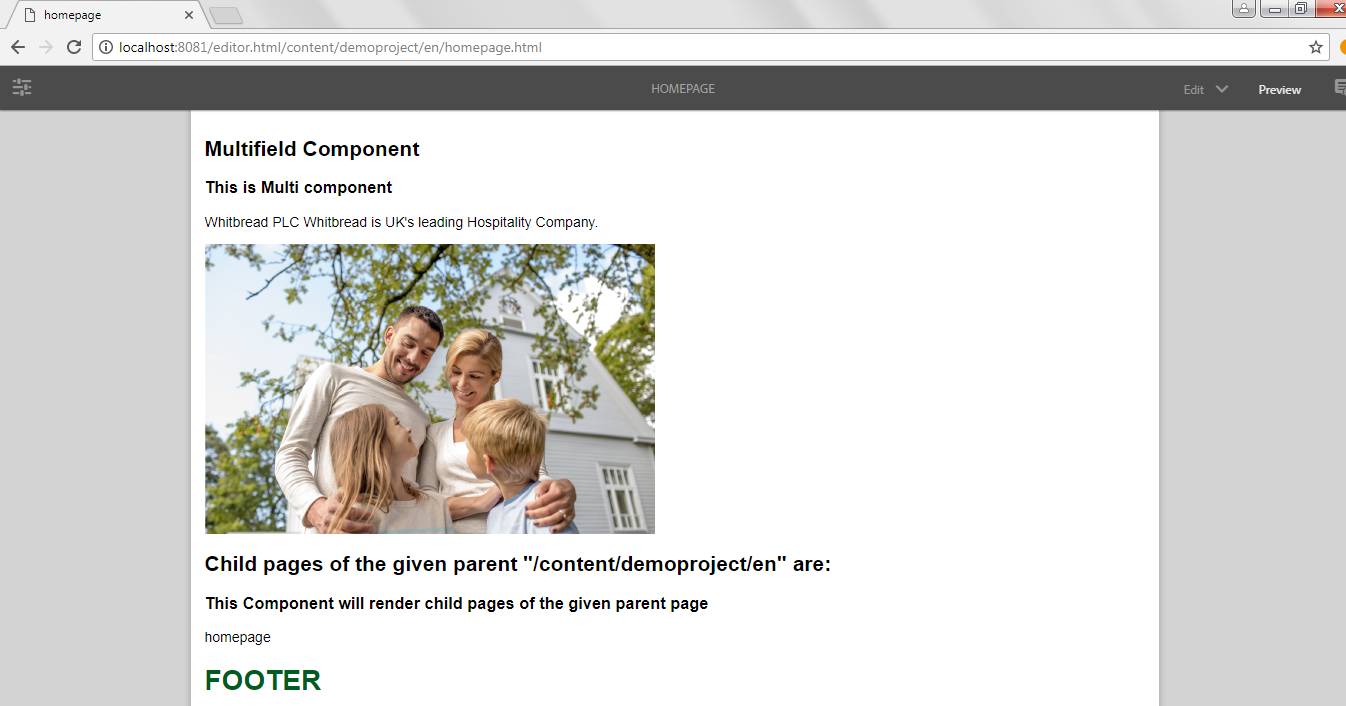 homepage
localhost:8081/editor.html/content/demoproject/en/homepage.html
HOMEPAGE
Edit
Preview
Multifield Component
This is Multi component
Whitbread PLC Whitbread is UK's leading Hospitality Company.
Child pages of the given parent "/content/demoproject/en" are:
This Component will render child pages of the given parent page
homepage
FOOTER